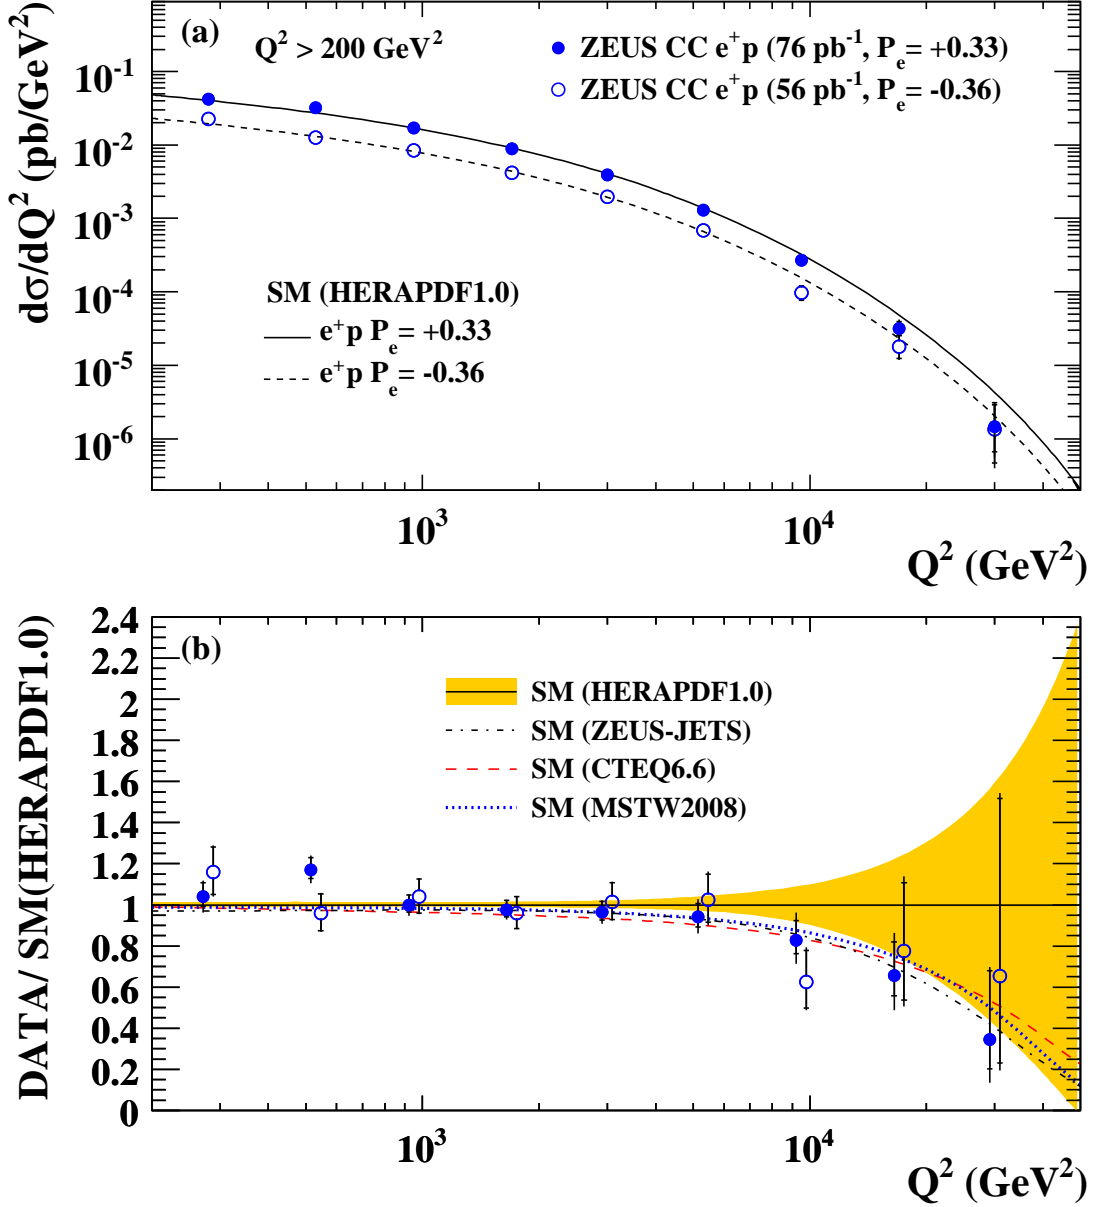 (a)
Q² > 200 GeV²
ZEUS CC e⁺p (76 pb⁻¹, Pₑ= +0.33)
ZEUS CC e⁺p (56 pb⁻¹, Pₑ= -0.36)
dσ/dQ² (pb/GeV²)
10⁻¹
10⁻²
10⁻³
10⁻⁴
10⁻⁵
10⁻⁶
SM (HERAPDF1.0)
e⁺p Pₑ= +0.33
e⁺p Pₑ= -0.36
10³
10⁴
Q² (GeV²)
(b)
DATA/ SM(HERAPDF1.0)
2.4
2.2
2
1.8
1.6
1.4
1.2
1
0.8
0.6
0.4
0.2
0
SM (HERAPDF1.0)
SM (ZEUS-JETS)
SM (CTEQ6.6)
SM (MSTW2008)
10³
10⁴
Q² (GeV²)